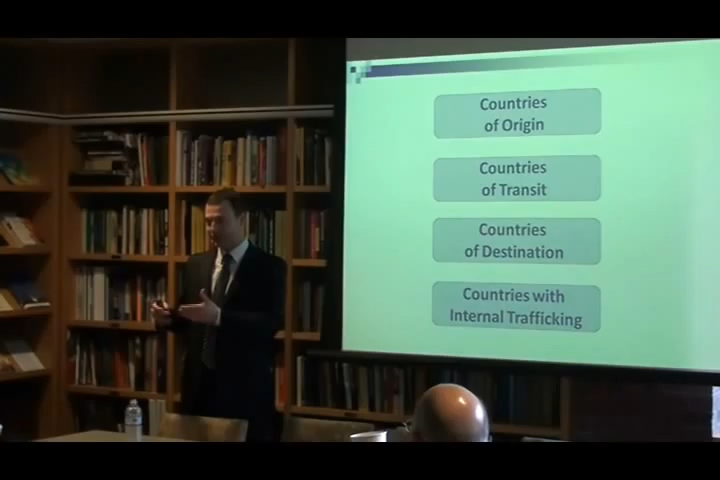 Countries
of Origin
Countries
of Transit
Countries
of Destination
Countries with
Internal Trafficking